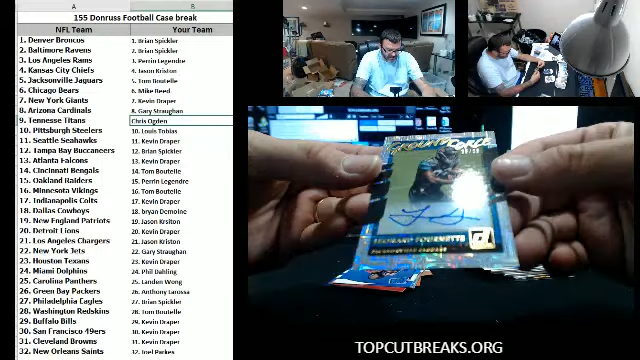 155 Donruss Football Case break
NFL Team Your Team
1. Denver Broncos 1. Brian Spickler
2. Baltimore Ravens 2. Brian Spickler
3. Los Angeles Rams 3. Perrin Legendre
4. Kansas City Chiefs 4. Jason Kriston
5. Jacksonville Jaguars 5. Tom Boutelle
6. Chicago Bears 6. Mike Reed
7. New York Giants 7. Kevin Draper
8. Arizona Cardinals 8. Gary Straughan
9. Tennesse Titans Chris Ogden
10. Pittsburgh Steelers 10. Louis Tobias
11. Seattle Seahawks 11. Kevin Draper
12. Tampa Bay Buccaneers 12. Brian Spickler
13. Atlanta Falcons 13. Kevin Draper
14. Cincinnati Bengals 14. Tom Boutelle
15. Oakland Raiders 15. Perrin Legendre
16. Minnesota Vikings 16. Tom Boutelle
17. Indianapolis Colts 17. Kevin Draper
18. Dallas Cowboys 18. bryan Demoine
19. New England Patriots 19. Jason Kriston
20. Detroit Lions 20. Kevin Draper
21. Los Angeles Chargers 21. Jason Kriston
22. New York Jets 22. Gary Straughan
23. Houston Texans 23. Kevin Draper
24. Miami Dolphins 24. Phil Dahling
25. Carolina Panthers 25. Landen Wong
26. Green Bay Packers 26. Anthony Larossa
27. Philadelphia Eagles 27. Brian Spickler
28. Washington Redskins 28. Tom Boutelle
29. Buffalo Bills 29. Kevin Draper
30. San Francisco 49ers 30. Kevin Draper
31. Cleveland Browns 31. Kevin Draper
32. New Orleans Saints 32. Joel Parkes
LEONARD FOURNETTE
TOPCUTBREAKS.ORG